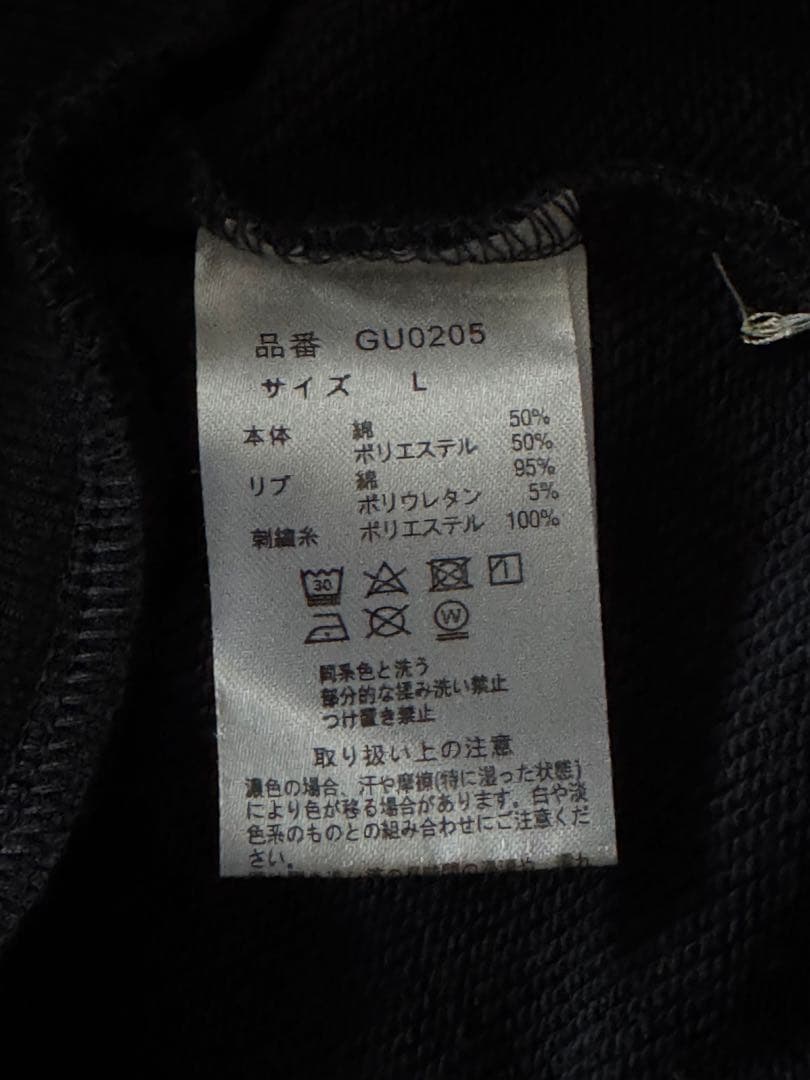 品番 GU0205
サイズ L
本体 綿 50%
ポリエステル 50%
リブ 綿 95%
ポリウレタン 5%
刺繍糸 ポリエステル 100%
30
W
同系色と洗う
部分的な揉み洗い禁止
つけ置き禁止
取り扱い上の注意
濃色の場合、汗や摩擦(特に湿った状態)
により色が移る場合があります。白や淡
色系のものとの組み合わせにご注意くだ
さい。